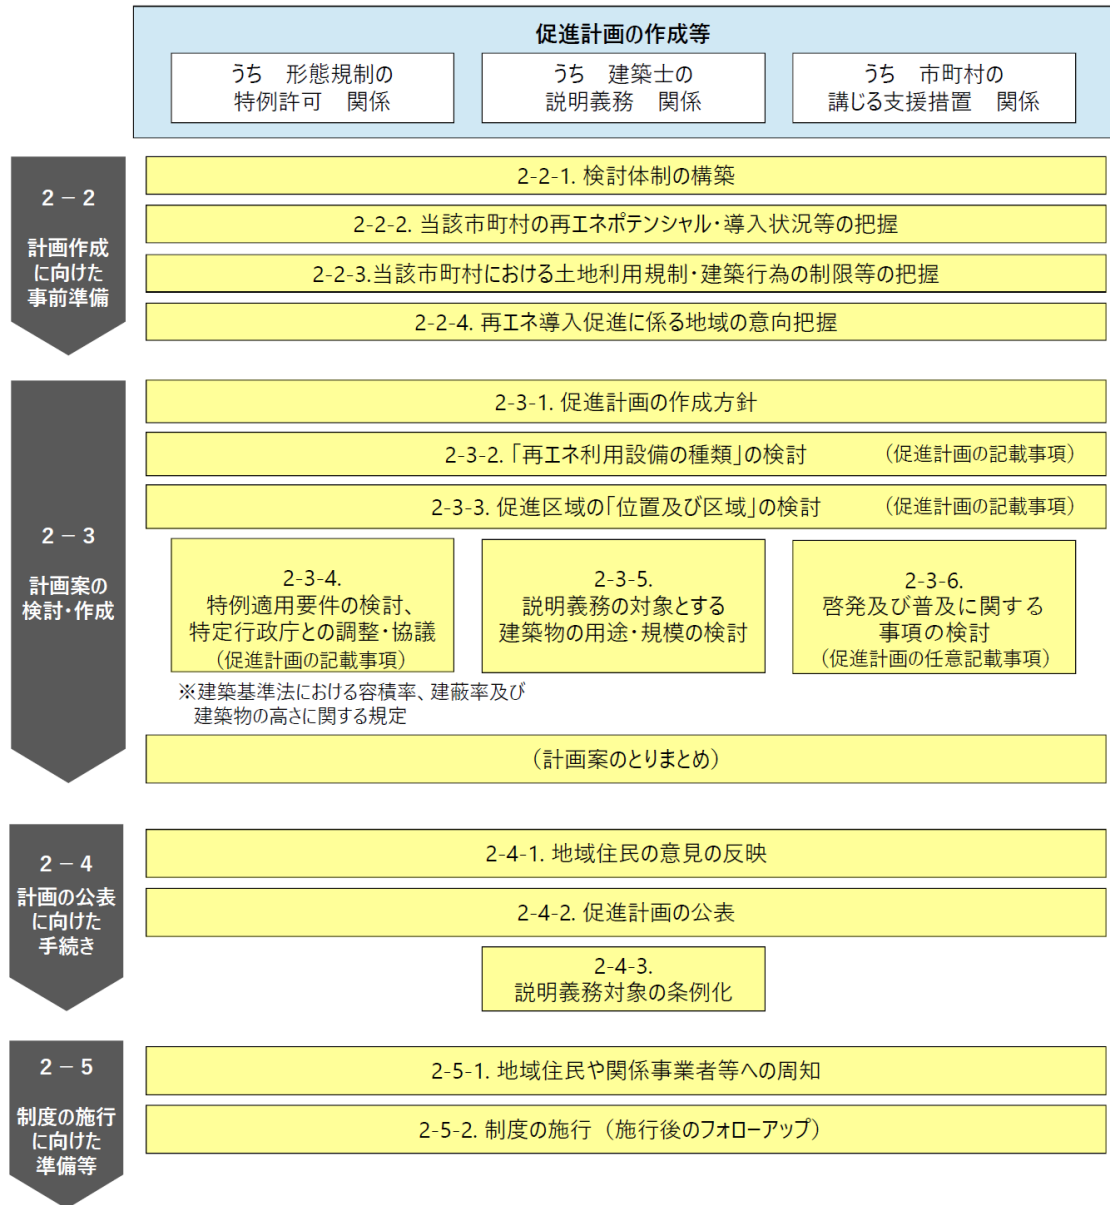 促進計画の作成等
うち　形態規制の
特例許可　関係
うち　建築士の
説明義務　関係
うち　市町村の
講じる支援措置　関係
2－2
計画作成
に向けた
事前準備
2-2-1. 検討体制の構築
2-2-2. 当該市町村の再エネポテンシャル・導入状況等の把握
2-2-3.当該市町村における土地利用規制・建築行為の制限等の把握
2-2-4. 再エネ導入促進に係る地域の意向把握
2－3
計画案の
検討・作成
2-3-1. 促進計画の作成方針
2-3-2. 「再エネ利用設備の種類」の検討　（促進計画の記載事項）
2-3-3. 促進区域の「位置及び区域」の検討　（促進計画の記載事項）
2-3-4.
特例適用要件の検討、
特定行政庁との調整・協議
（促進計画の記載事項）
2-3-5.
説明義務の対象とする
建築物の用途・規模の検討
2-3-6.
啓発及び普及に関する
事項の検討
（促進計画の任意記載事項）
※建築基準法における容積率、建蔽率及び
建築物の高さに関する規定
（計画案のとりまとめ）
2－4
計画の公表
に向けた
手続き
2-4-1. 地域住民の意見の反映
2-4-2. 促進計画の公表
2-4-3.
説明義務対象の条例化
2－5
制度の施行
に向けた
準備等
2-5-1. 地域住民や関係事業者等への周知
2-5-2. 制度の施行（施行後のフォローアップ）